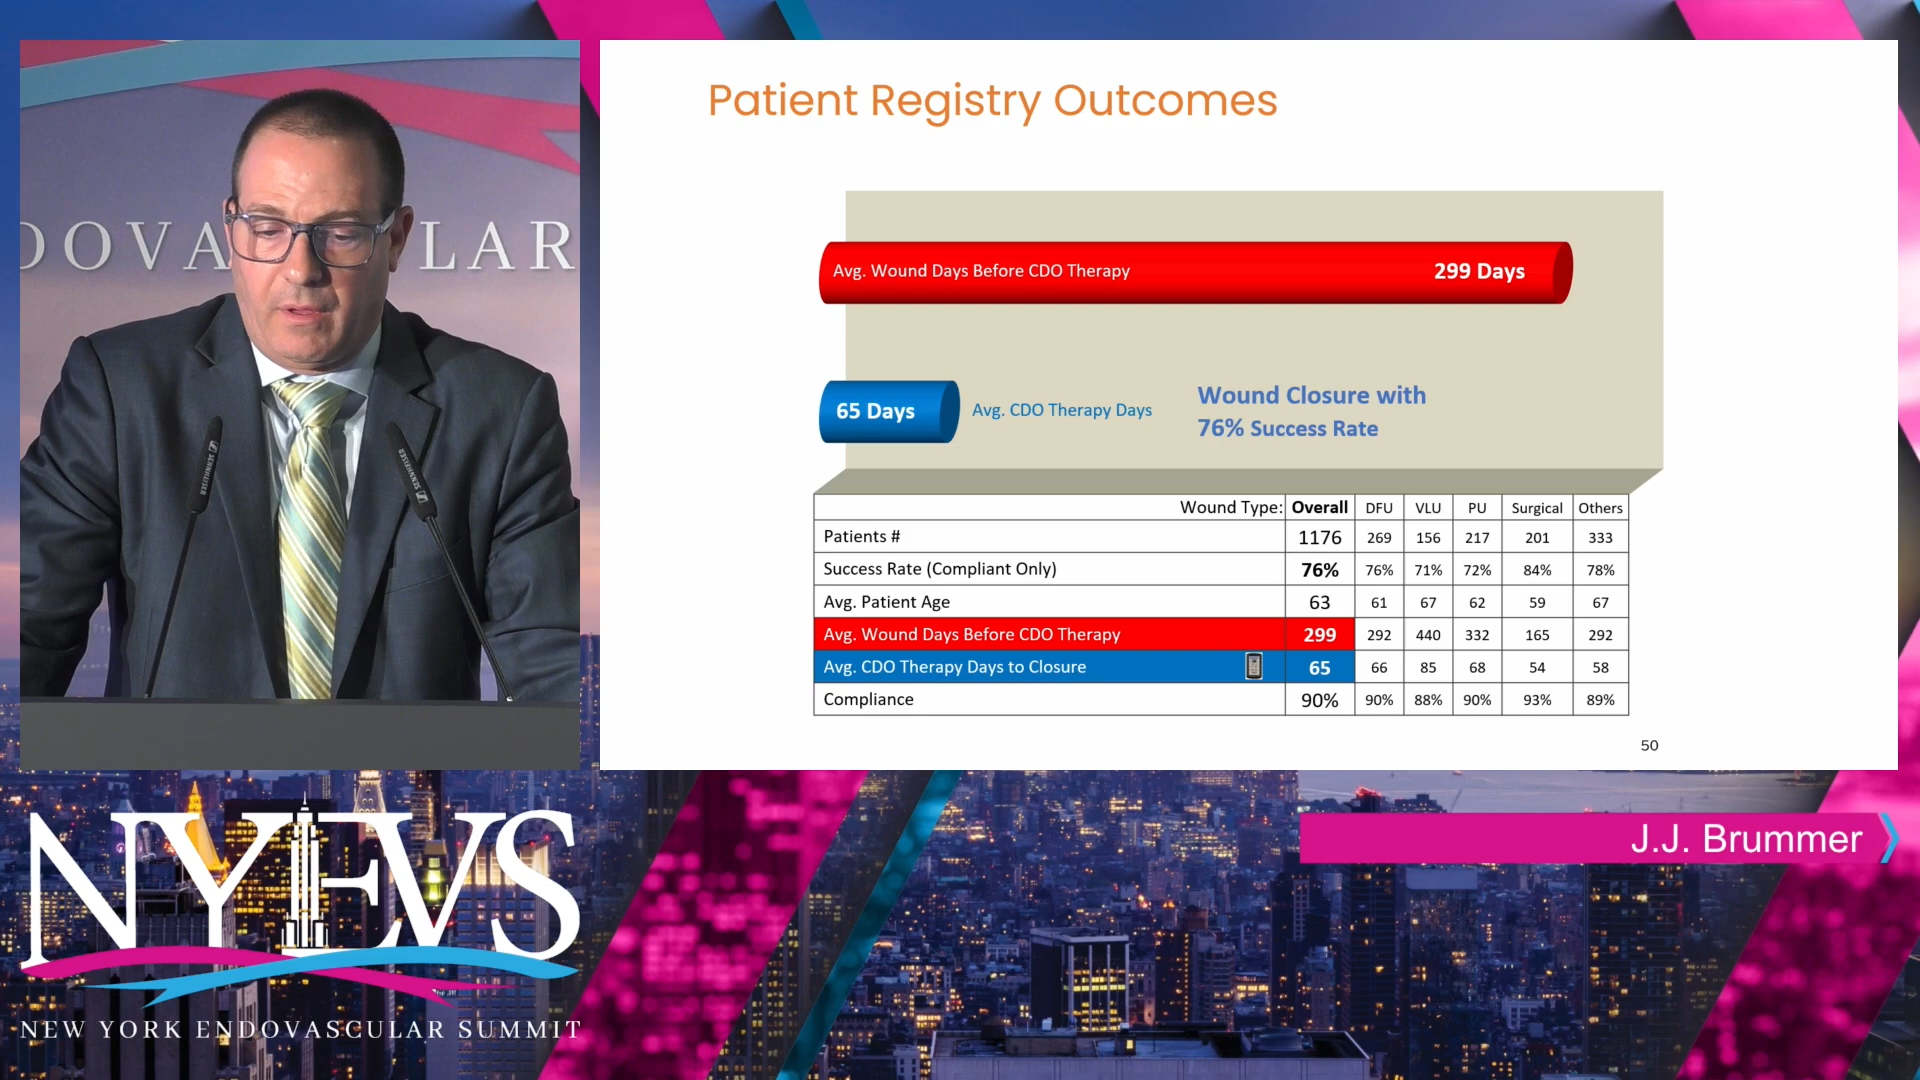 DOVA LAR
SENNHEISER
SENNHEISER
Patient Registry Outcomes
Avg. Wound Days Before CDO Therapy 299 Days
65 Days Avg. CDO Therapy Days
Wound Closure with
76% Success Rate
Wound Type: Overall DFU VLU PU Surgical Others
Patients # 1176 269 156 217 201 333
Success Rate (Compliant Only) 76% 76% 71% 72% 84% 78%
Avg. Patient Age 63 61 67 62 59 67
Avg. Wound Days Before CDO Therapy 299 292 440 332 165 292
Avg. CDO Therapy Days to Closure 65 66 85 68 54 58
Compliance 90% 90% 88% 90% 93% 89%
50
J.J. Brummer
NYEVS
NEW YORK ENDOVASCULAR SUMMIT